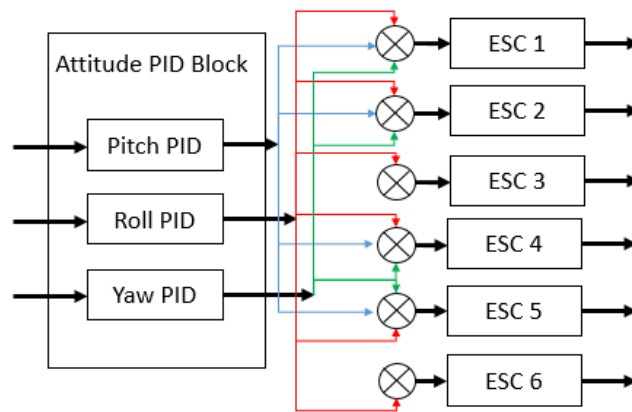 Attitude PID Block
Pitch PID
Roll PID
Yaw PID
ESC 1
ESC 2
ESC 3
ESC 4
ESC 5
ESC 6